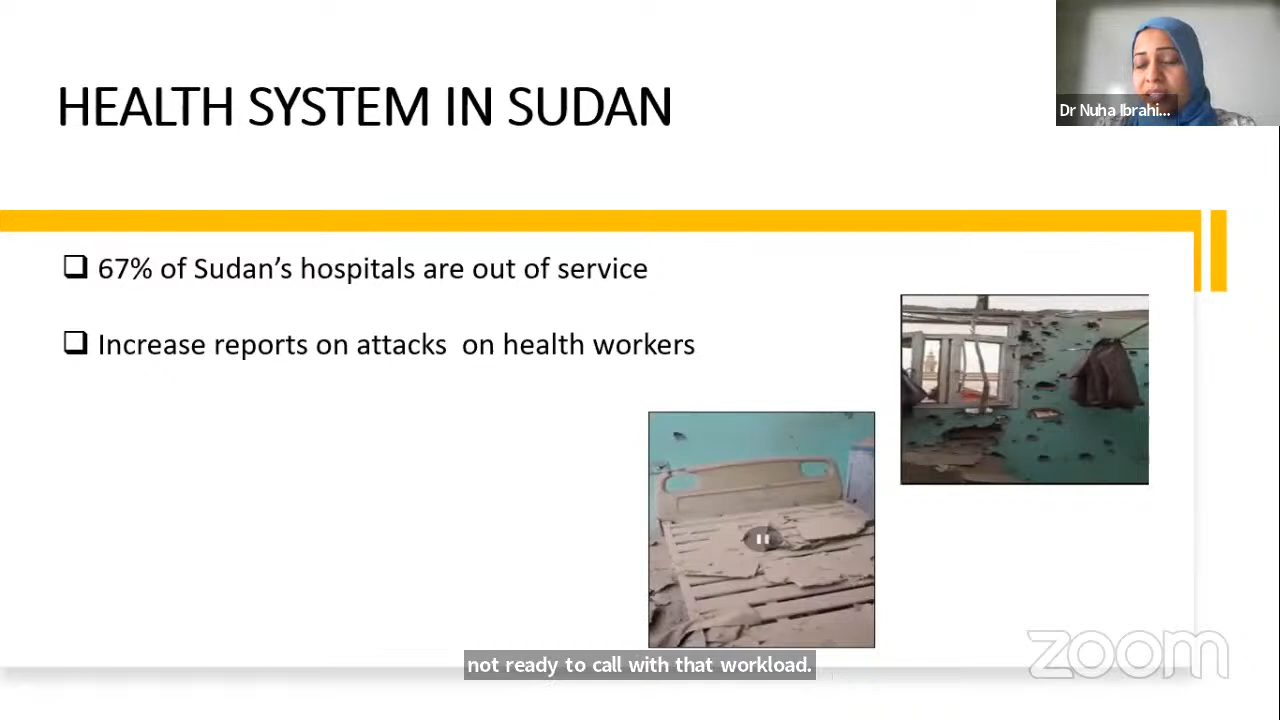 HEALTH SYSTEM IN SUDAN
Dr Nuha Ibrahi...
67% of Sudan's hospitals are out of service
Increase reports on attacks on health workers
not ready to call with that workload.
zoom